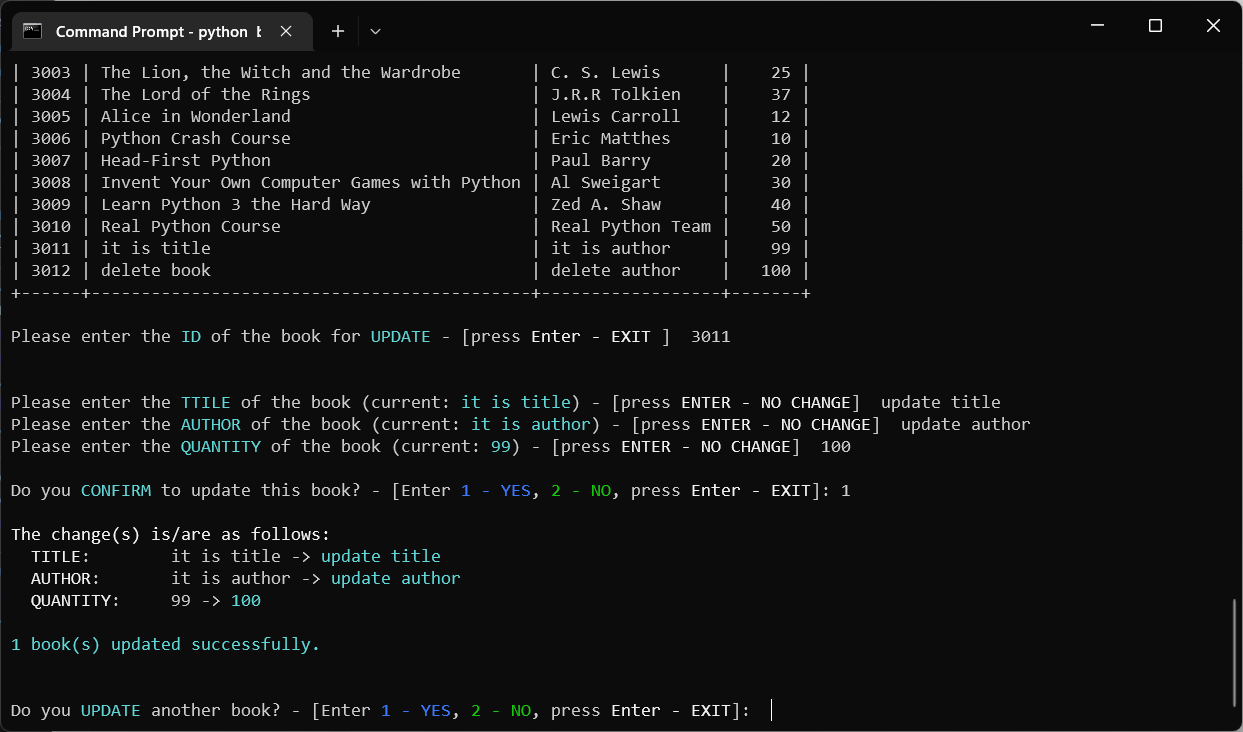 Command Prompt - python
| 3003 | The Lion, the Witch and the Wardrobe       | C. S. Lewis      |    25 |
| 3004 | The Lord of the Rings                      | J.R.R Tolkien    |    37 |
| 3005 | Alice in Wonderland                        | Lewis Carroll    |    12 |
| 3006 | Python Crash Course                        | Eric Matthes     |    10 |
| 3007 | Head-First Python                          | Paul Barry       |    20 |
| 3008 | Invent Your Own Computer Games with Python | Al Sweigart      |    30 |
| 3009 | Learn Python 3 the Hard Way                | Zed A. Shaw      |    40 |
| 3010 | Real Python Course                         | Real Python Team |    50 |
| 3011 | it is title                                | it is author     |    99 |
| 3012 | delete book                                | delete author    |   100 |
+------+--------------------------------------------+------------------+-------+
Please enter the ID of the book for UPDATE - [press Enter - EXIT ]  3011
Please enter the TTILE of the book (current: it is title) - [press ENTER - NO CHANGE]  update title
Please enter the AUTHOR of the book (current: it is author) - [press ENTER - NO CHANGE]  update author
Please enter the QUANTITY of the book (current: 99) - [press ENTER - NO CHANGE]  100
Do you CONFIRM to update this book? - [Enter 1 - YES, 2 - NO, press Enter - EXIT]: 1
The change(s) is/are as follows:
  TITLE:        it is title -> update title
  AUTHOR:       it is author -> update author
  QUANTITY:     99 -> 100
1 book(s) updated successfully.
Do you UPDATE another book? - [Enter 1 - YES, 2 - NO, press Enter - EXIT]: